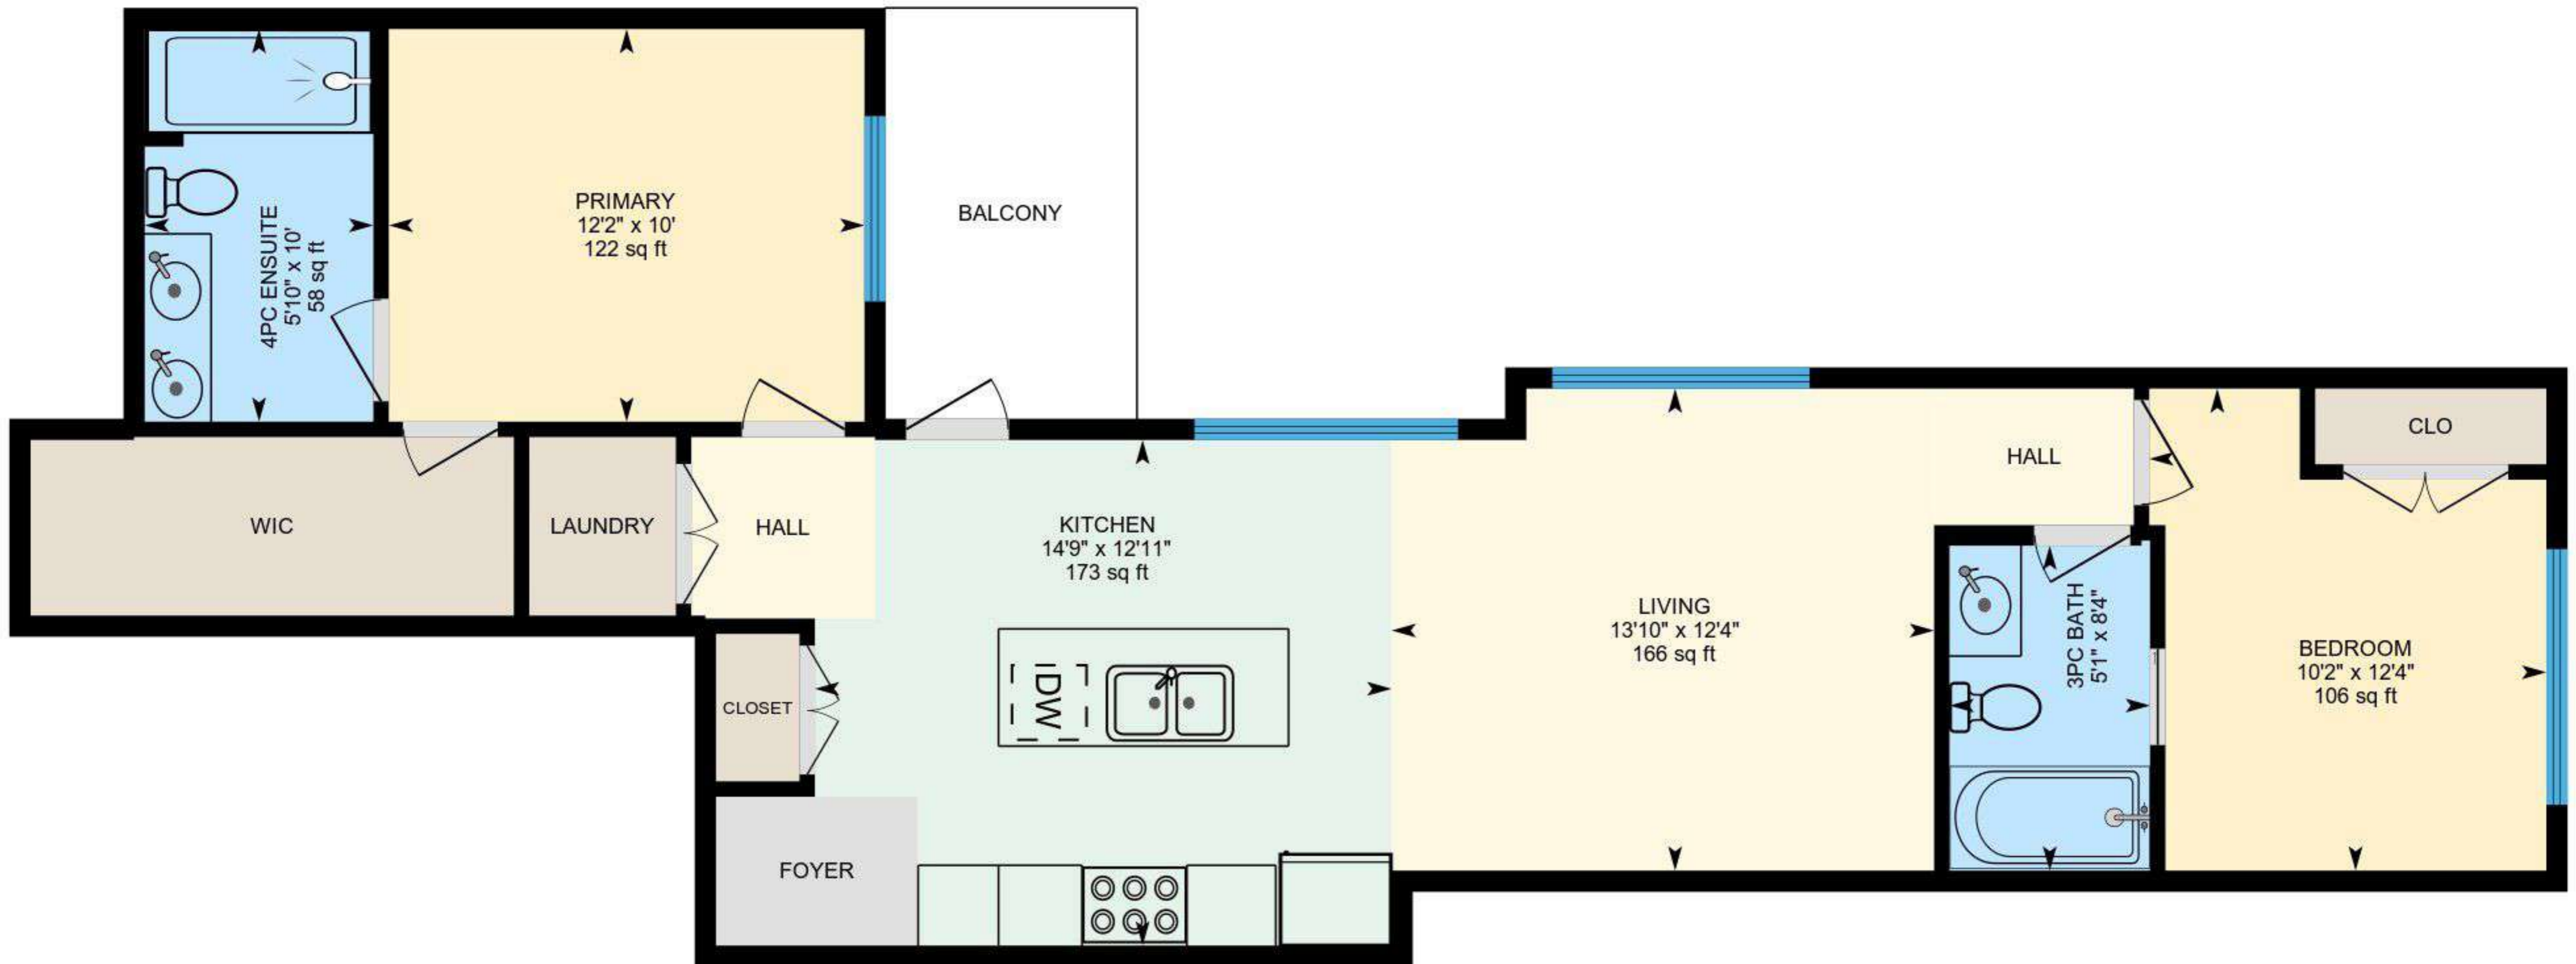 PRIMARY
12'2" x 10'
122 sq ft
BALCONY
4PC ENSUITE
5'10" x 10'
58 sq ft
WIC
LAUNDRY
HALL
KITCHEN
14'9" x 12'11"
173 sq ft
CLOSET
DW
FOYER
LIVING
13'10" x 12'4"
166 sq ft
HALL
CLO
3PC BATH
5'1" x 8'4"
BEDROOM
10'2" x 12'4"
106 sq ft